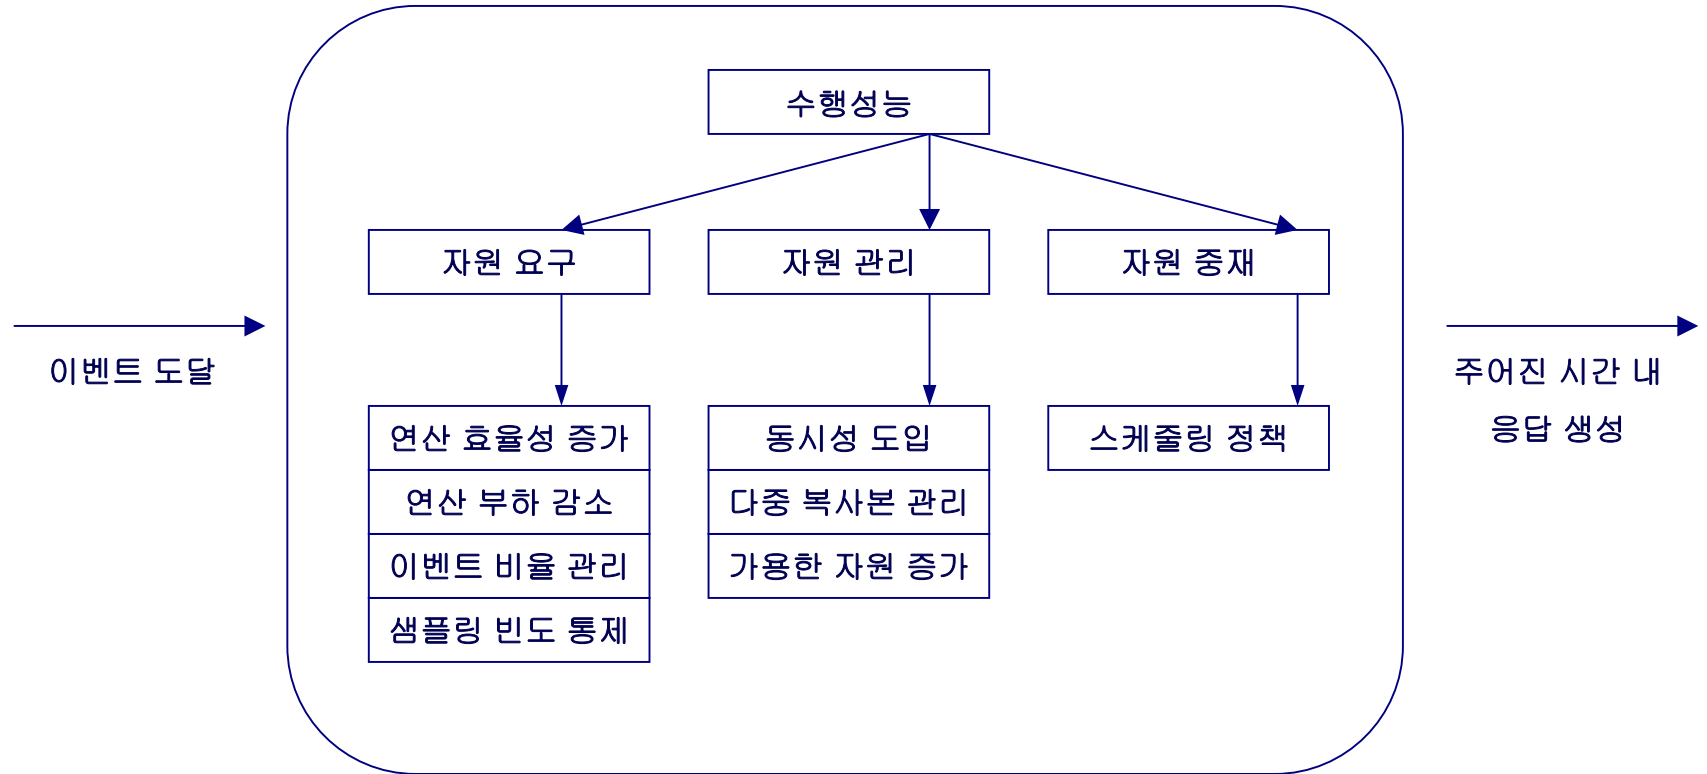 수행성능
자원 요구
자원 관리
자원 중재
이벤트 도달
주어진 시간 내
응답 생성
연산 효율성 증가
연산 부하 감소
이벤트 비율 관리
샘플링 빈도 통제
동시성 도입
다중 복사본 관리
가용한 자원 증가
스케줄링 정책